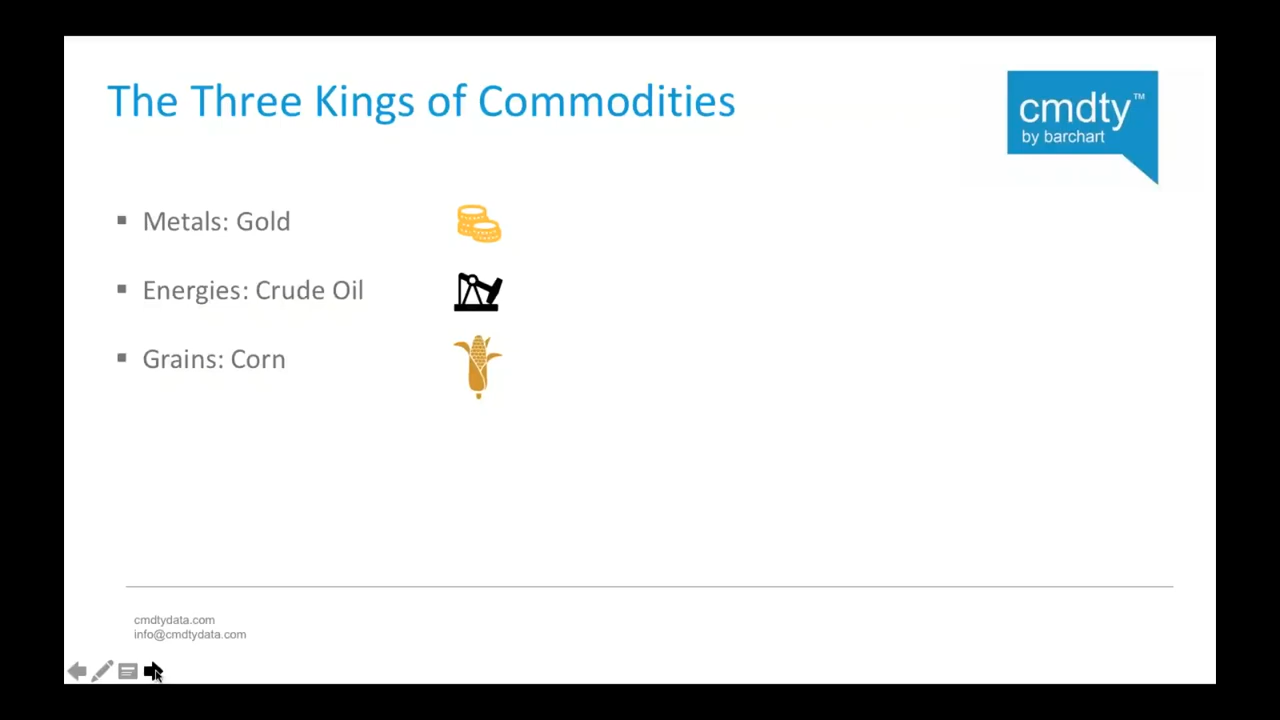 The Three Kings of Commodities
cmdty™
by barchart
▪ Metals: Gold
▪ Energies: Crude Oil
▪ Grains: Corn
cmdtydata.com
info@cmdtydata.com